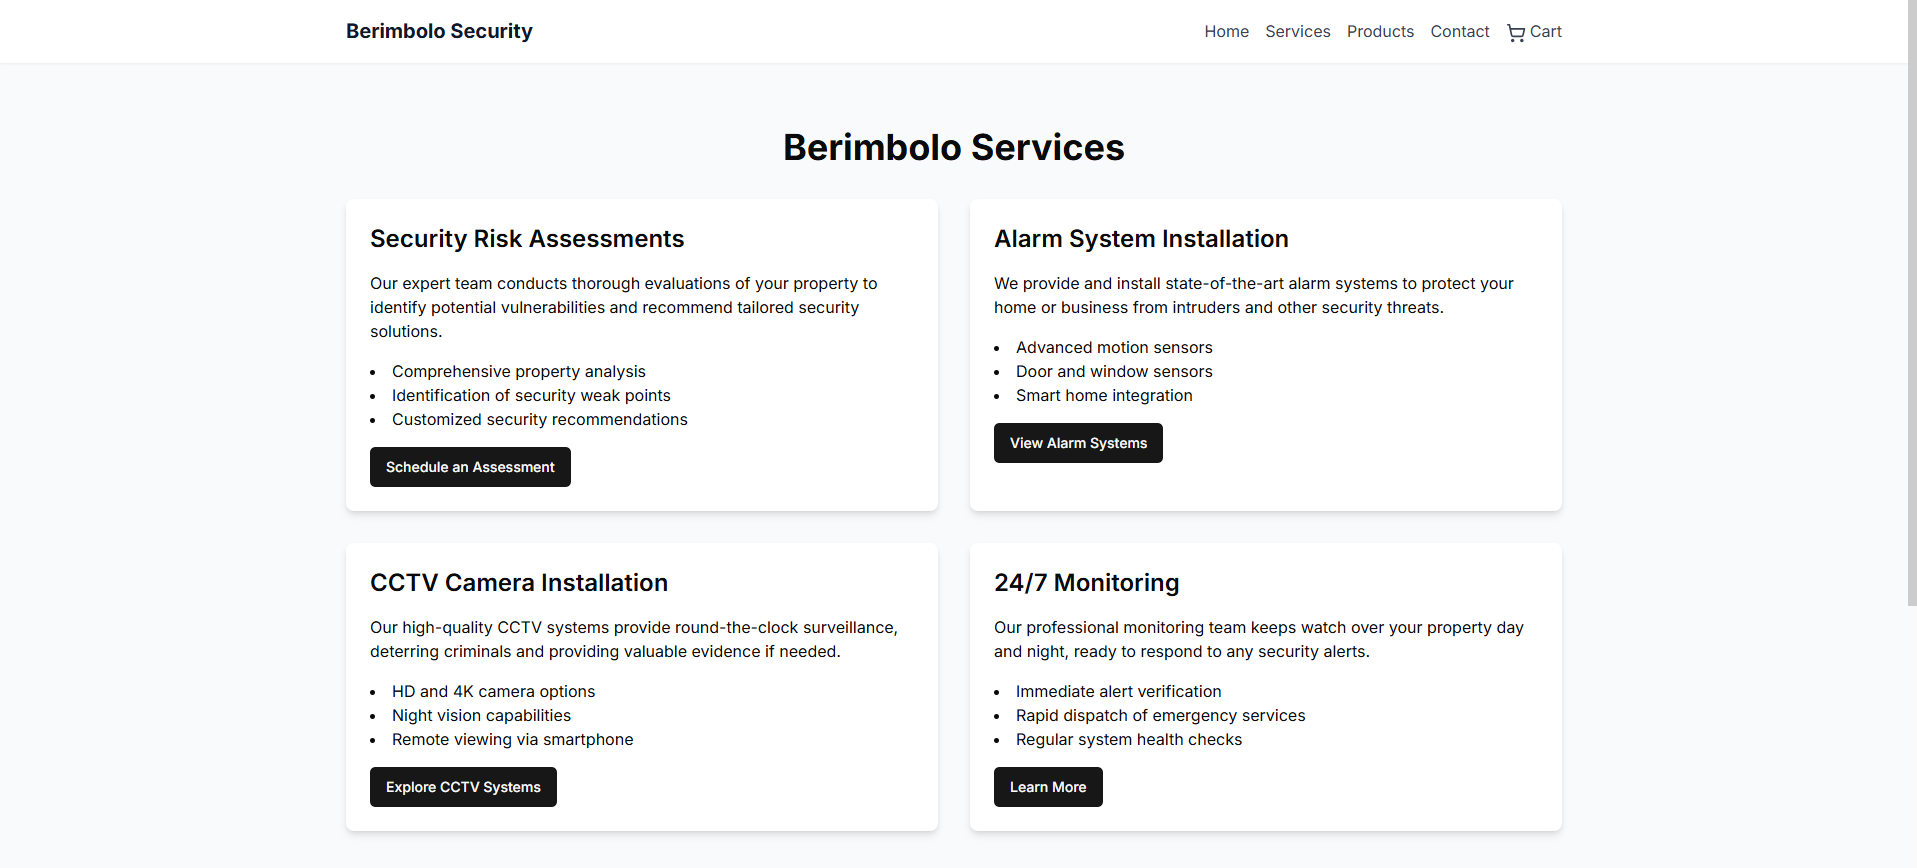 Berimbolo Security
Home Services Products Contact Cart
Berimbolo Services
Security Risk Assessments
Our expert team conducts thorough evaluations of your property to
identify potential vulnerabilities and recommend tailored security
solutions.
Comprehensive property analysis
Identification of security weak points
Customized security recommendations
Schedule an Assessment
Alarm System Installation
We provide and install state-of-the-art alarm systems to protect your
home or business from intruders and other security threats.
Advanced motion sensors
Door and window sensors
Smart home integration
View Alarm Systems
CCTV Camera Installation
Our high-quality CCTV systems provide round-the-clock surveillance,
deterring criminals and providing valuable evidence if needed.
HD and 4K camera options
Night vision capabilities
Remote viewing via smartphone
Explore CCTV Systems
24/7 Monitoring
Our professional monitoring team keeps watch over your property day
and night, ready to respond to any security alerts.
Immediate alert verification
Rapid dispatch of emergency services
Regular system health checks
Learn More